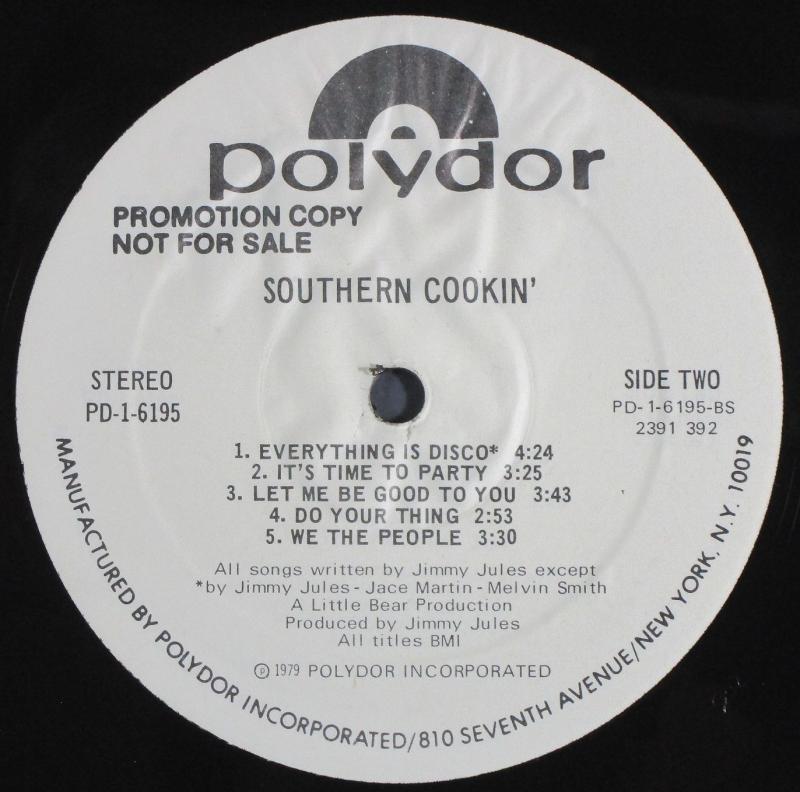 polydor
PROMOTION COPY
NOT FOR SALE
SOUTHERN COOKIN'
STEREO
PD-1-6195
SIDE TWO
PD-1-6195-BS
2391 392
1. EVERYTHING IS DISCO* 4:24
2. IT'S TIME TO PARTY 3:25
3. LET ME BE GOOD TO YOU 3:43
4. DO YOUR THING 2:53
5. WE THE PEOPLE 3:30
All songs written by Jimmy Jules except
*by Jimmy Jules - Jace Martin - Melvin Smith
A Little Bear Production
Produced by Jimmy Jules
All titles BMI
℗ 1979 POLYDOR INCORPORATED
MANUFACTURED BY POLYDOR INCORPORATED/810 SEVENTH AVENUE/NEW YORK, N.Y. 10019